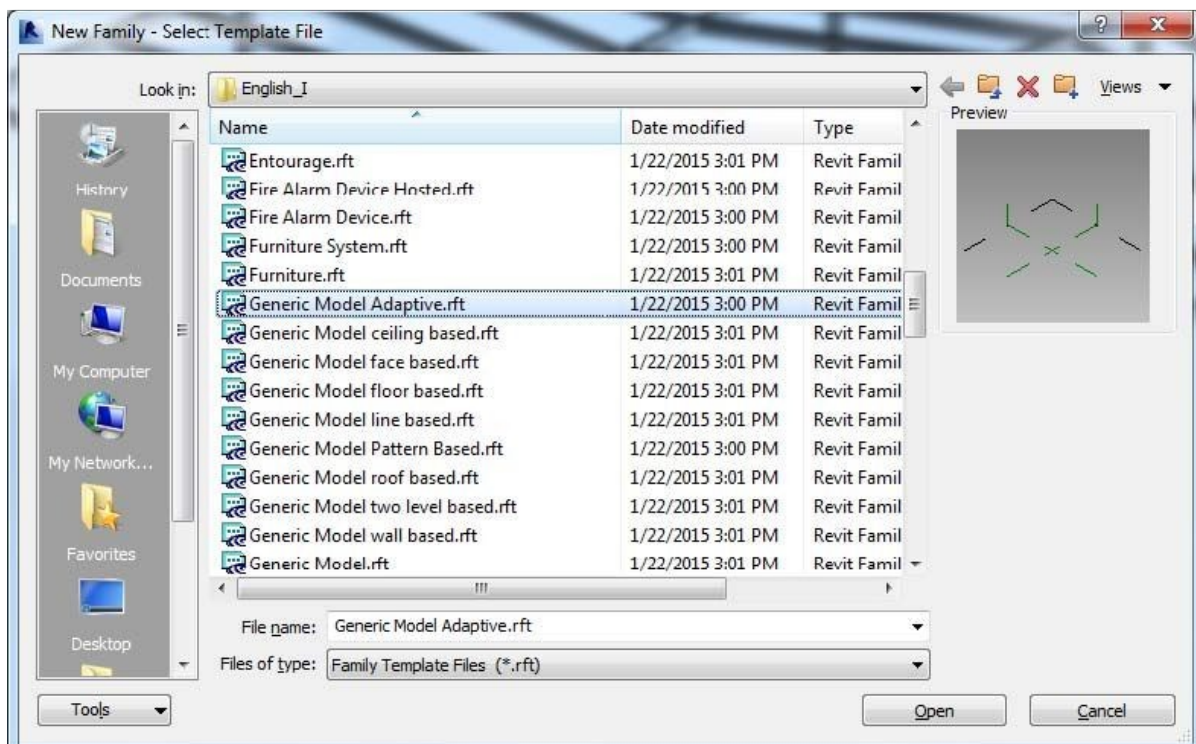 New Family - Select Template File
Look in: English_I Views
Name Date modified Type Preview
Entourage.rft 1/22/2015 3:01 PM Revit Famil
History
Fire Alarm Device Hosted.rft 1/22/2015 3:00 PM Revit Famil
Fire Alarm Device.rft 1/22/2015 3:00 PM Revit Famil
Furniture System.rft 1/22/2015 3:00 PM Revit Famil
Documents
Furniture.rft 1/22/2015 3:01 PM Revit Famil
Generic Model Adaptive.rft 1/22/2015 3:00 PM Revit Famil
Generic Model ceiling based.rft 1/22/2015 3:01 PM Revit Famil
My Computer
Generic Model face based.rft 1/22/2015 3:01 PM Revit Famil
Generic Model floor based.rft 1/22/2015 3:01 PM Revit Famil
Generic Model line based.rft 1/22/2015 3:01 PM Revit Famil
Generic Model Pattern Based.rft 1/22/2015 3:00 PM Revit Famil
My Network...
Generic Model roof based.rft 1/22/2015 3:01 PM Revit Famil
Generic Model two level based.rft 1/22/2015 3:01 PM Revit Famil
Generic Model wall based.rft 1/22/2015 3:01 PM Revit Famil
Favorites
Generic Model.rft 1/22/2015 3:01 PM Revit Famil
File name: Generic Model Adaptive.rft
Desktop
Files of type: Family Template Files (*.rft)
Tools Open Cancel